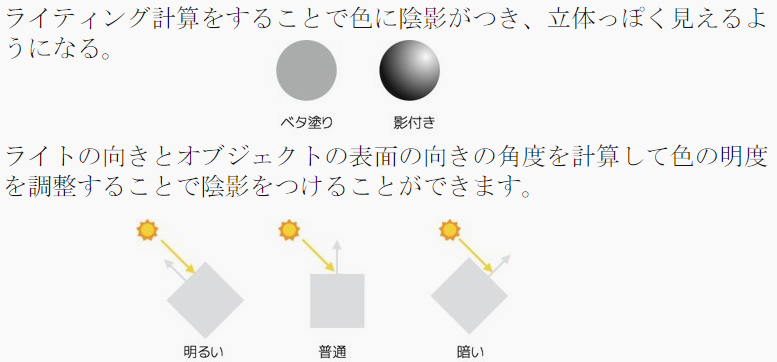 ライティング計算をすることで色に陰影がつき、立体っぽく見えるよ
うになる。
ベタ塗り 影付き
ライトの向きとオブジェクトの表面の向きの角度を計算して色の明度
を調整することで陰影をつけることができます。
明るい 普通 暗い